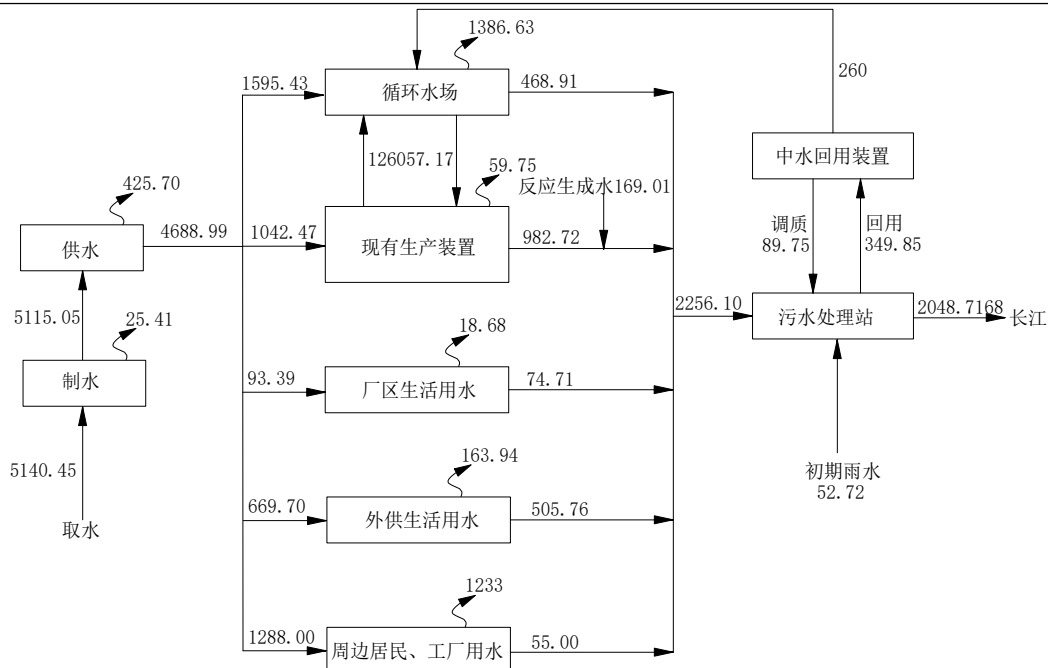 1386.63
260
1595.43
循环水场
468.91
126057.17
中水回用装置
59.75
反应生成水169.01
425.70
4688.99
1042.47
现有生产装置
982.72
调质
89.75
回用
349.85
供水
5115.05
25.41
18.68
2256.10
污水处理站
2048.7168
长江
制水
93.39
厂区生活用水
74.71
5140.45
取水
163.94
初期雨水
52.72
669.70
外供生活用水
505.76
1233
1288.00
周边居民、工厂用水
55.00